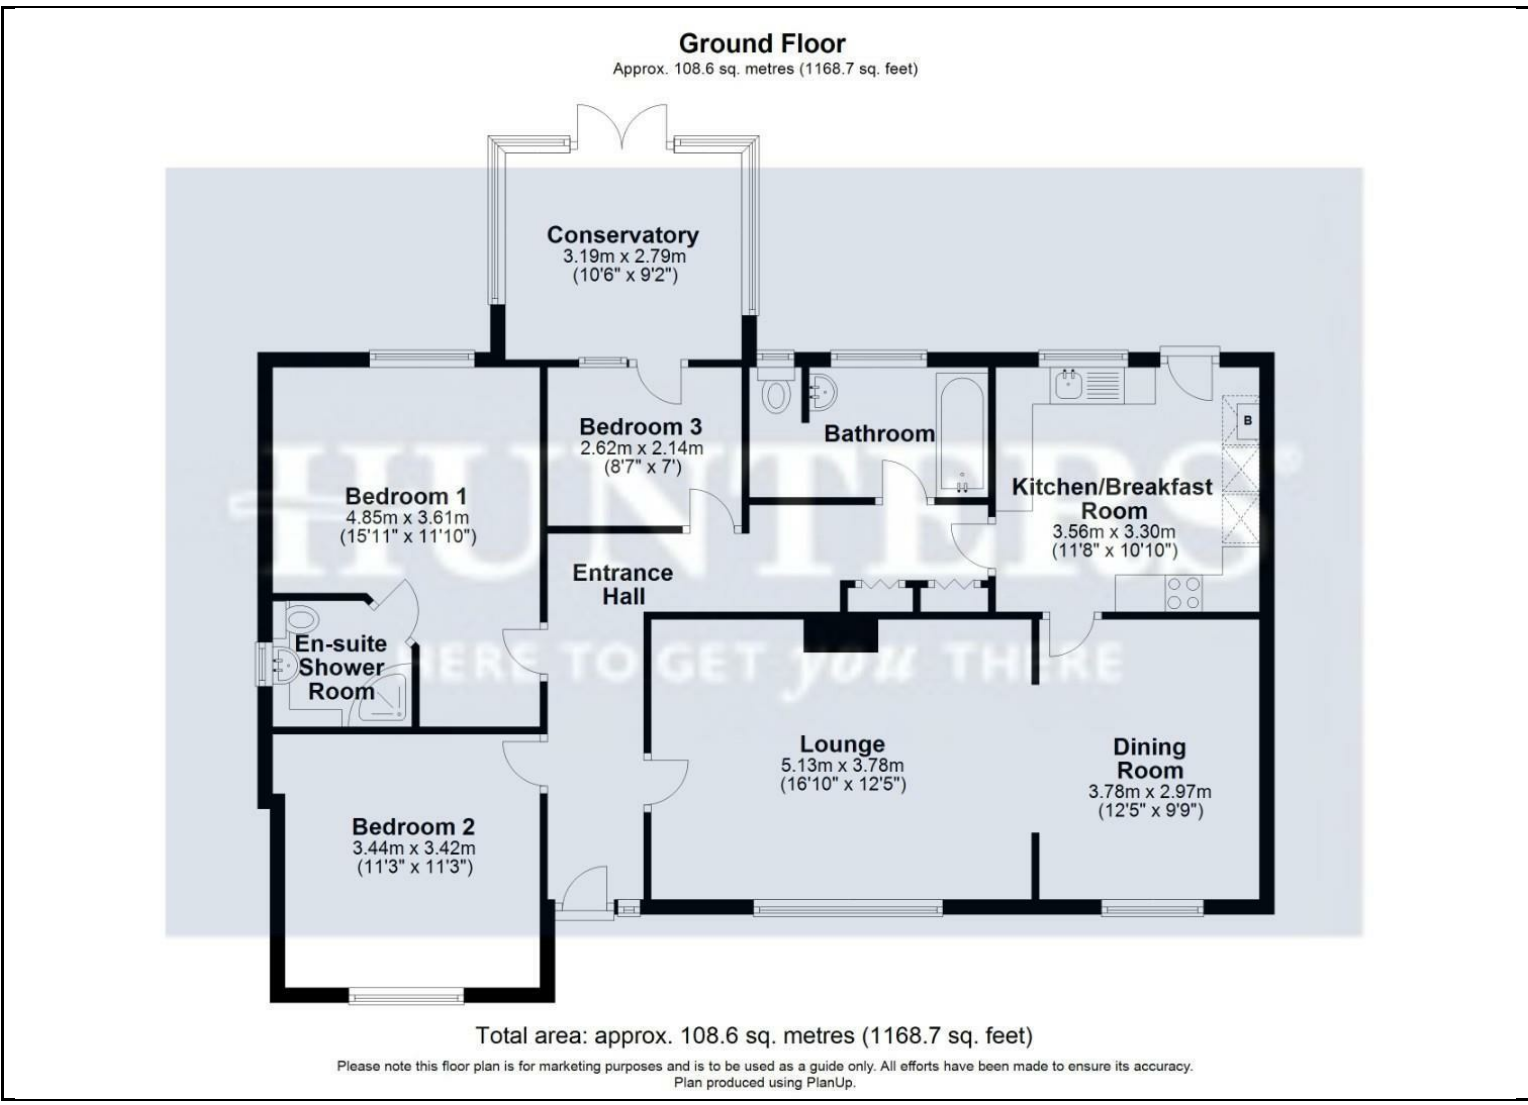 Ground Floor
Approx. 108.6 sq. metres (1168.7 sq. feet)
Conservatory
3.19m x 2.79m
(10'6" x 9'2")
Bedroom 3
2.62m x 2.14m
(8'7" x 7')
Bathroom
B
Kitchen/Breakfast
Room
3.56m x 3.30m
(11'8" x 10'10")
Bedroom 1
4.85m x 3.61m
(15'11" x 11'10")
HUNTERS®
Entrance
Hall
En-suite
Shower
Room
HERE TO GET you THERE
Lounge
5.13m x 3.78m
(16'10" x 12'5")
Dining
Room
3.78m x 2.97m
(12'5" x 9'9")
Bedroom 2
3.44m x 3.42m
(11'3" x 11'3")
Total area: approx. 108.6 sq. metres (1168.7 sq. feet)
Please note this floor plan is for marketing purposes and is to be used as a guide only. All efforts have been made to ensure its accuracy.
Plan produced using PlanUp.